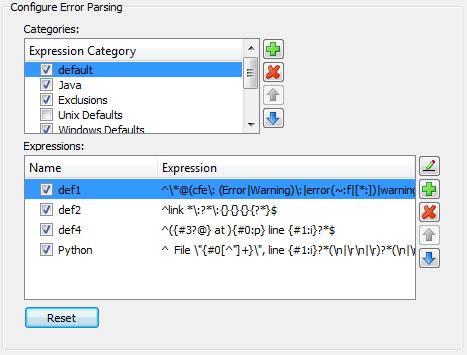 Configure Error Parsing
Categories:
Expression Category
default
Java
Exclusions
Unix Defaults
Windows Defaults
Expressions:
Name Expression
def1 ^\*@(cfe\: (Error|Warning)\:|error(~:f|[*:])|warning
def2 ^link *\:?*\:{}{}{}{?*}$
def4 ^({#3?@} at ){#0:p} line {#1:i}?*$
Python ^ File \"{#0[^"]+}\", line {#1:i}?*(\n|\r\n|\r)?*(\n|\r
Reset